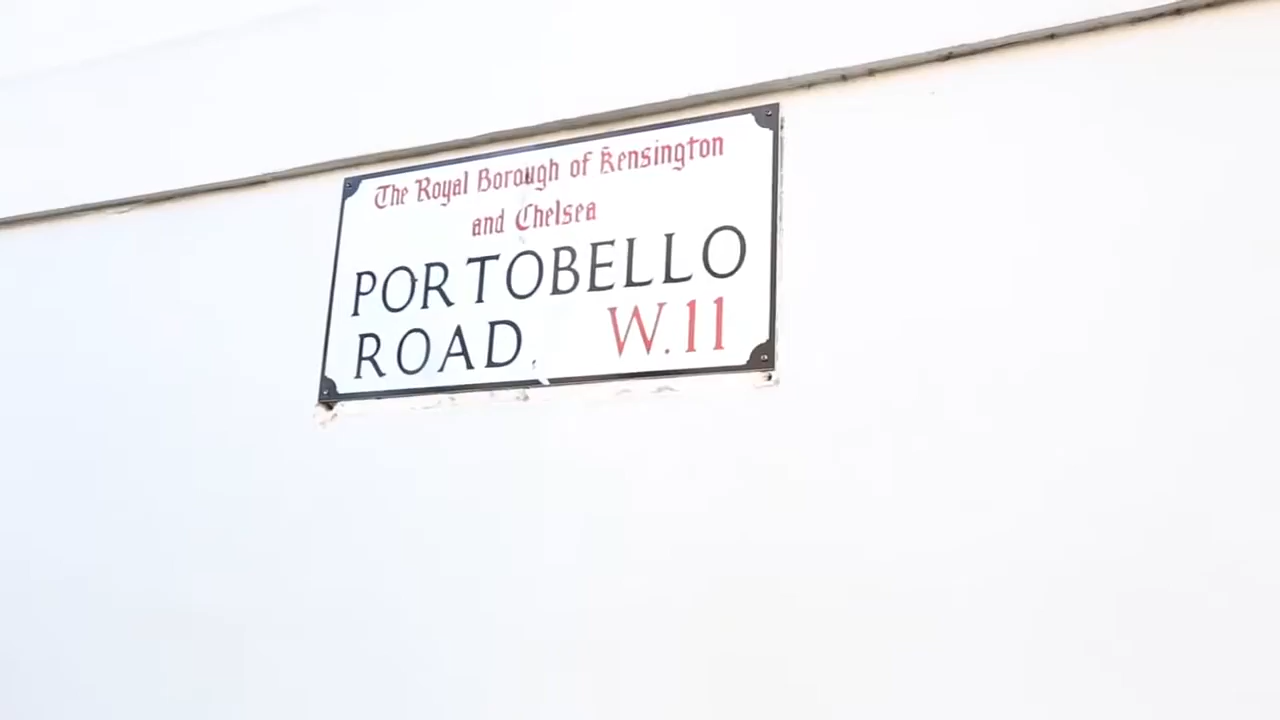 The Royal Borough of Kensington
and Chelsea
PORTOBELLO
ROAD, W.11